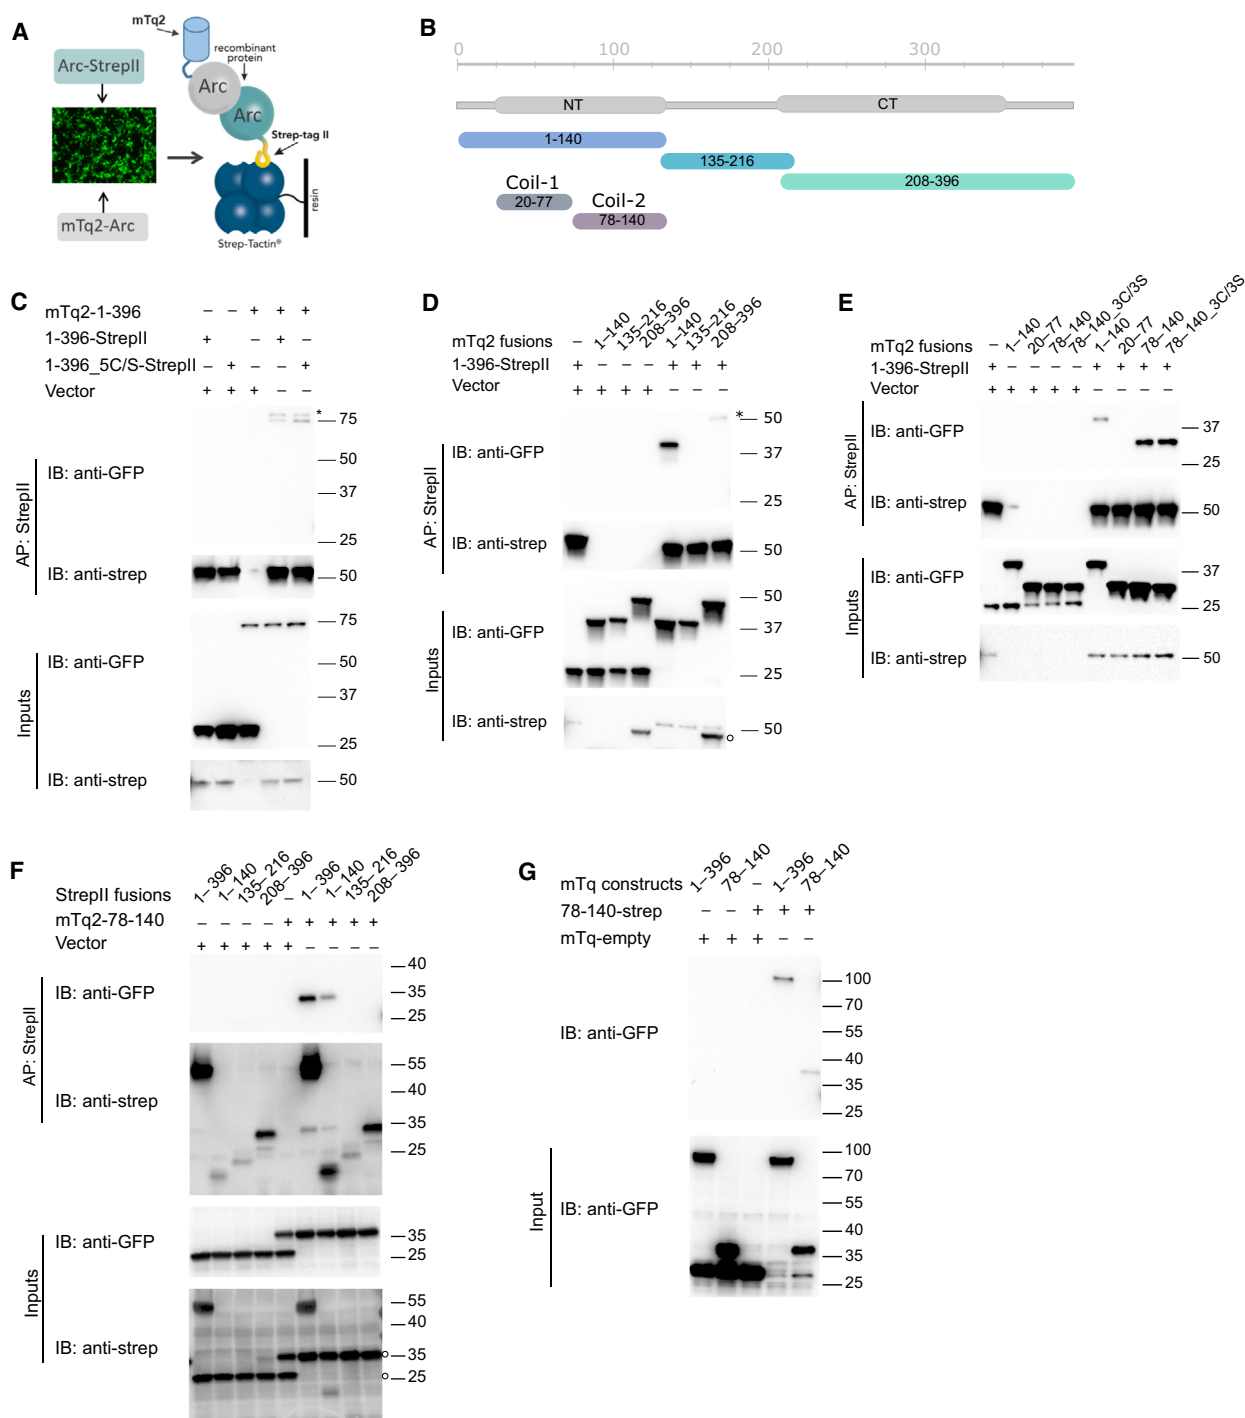 A
mTq2
Arc-StrepII
recombinant
protein
Arc
Arc
Strep-tag II
mTq2-Arc
resin
Strep-Tactin®
B
0 100 200 300
NT CT
1-140
135-216
208-396
Coil-1
20-77
Coil-2
78-140
C
mTq2-1-396 – – + + +
1-396-StrepII + – – + –
1-396_5C/S-StrepII – + – – +
Vector + + + – –
AP: StrepII
IB: anti-GFP
* 75
50
37
25
IB: anti-strep
50
Inputs
IB: anti-GFP
75
50
37
25
IB: anti-strep
50
D
mTq2 fusions – 1–140 135–216 208–396 1–140 135–216 208–396
1-396-StrepII + – – – + + +
Vector + + + + – – –
AP: StrepII
IB: anti-GFP
* 50
37
25
IB: anti-strep
50
Inputs
IB: anti-GFP
50
37
25
IB: anti-strep
50
E
mTq2 fusions – 1–140 20–77 78–140 78–140_3C/3S 1–140 20–77 78–140 78–140_3C/3S
1-396-StrepII + – – – – + + + +
Vector + + + + + – – – –
AP: StrepII
IB: anti-GFP
37
25
IB: anti-strep
50
Inputs
IB: anti-GFP
37
25
IB: anti-strep
50
F
StrepII fusions 1–396 1–140 135–216 208–396 – 1–396 1–140 135–216 208–396
mTq2-78-140 – – – – + + + + +
Vector + + + + + – – – –
AP: StrepII
IB: anti-GFP
40
35
25
IB: anti-strep
55
40
35
25
Inputs
IB: anti-GFP
35
25
IB: anti-strep
55
40
35
25
G
mTq constructs 1–396 78–140 – 1–396 78–140
78-140-strep – – + + +
mTq-empty + + + – –
IB: anti-GFP
100
70
55
40
35
25
Input
IB: anti-GFP
100
70
55
40
35
25